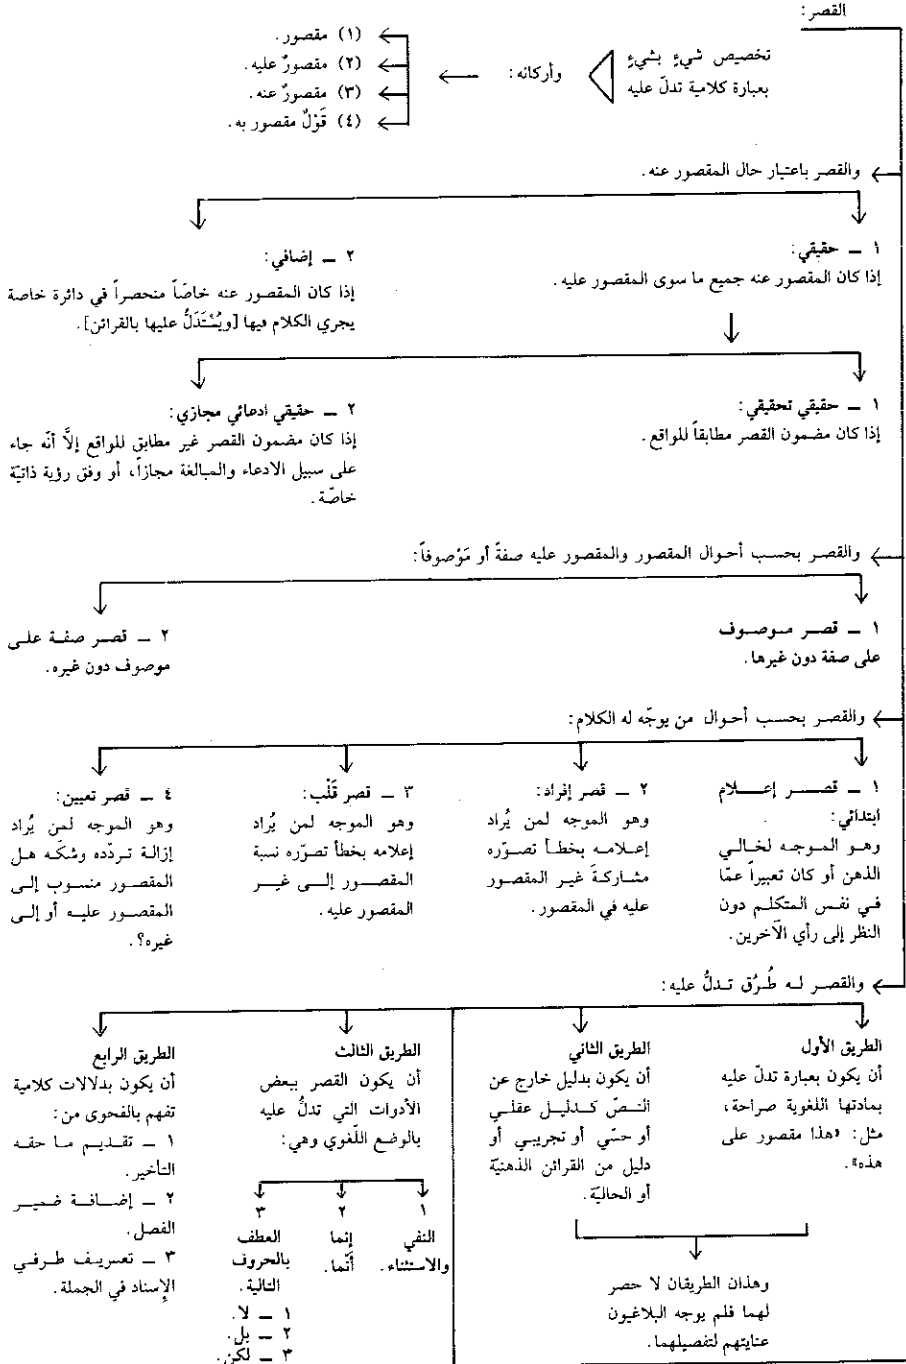 القصر:
تخصيص شيءٍ بشيءٍ
بعبارة كلامية تدلّ عليه
وأركانه:
(١) مقصور.
(٢) مقصورٌ عليه.
(٣) مقصورٌ عنه.
(٤) قَوْلٌ مقصور به.
والقصر باعتبار حال المقصور عنه.
١ ــ حقيقي:
إذا كان المقصور عنه جميع ما سوى المقصور عليه.
٢ ــ إضافي:
إذا كان المقصور عنه خاصّاً منحصراً في دائرة خاصة
يجري الكلام فيها [ويُسْتَدَلُّ عليها بالقرائن].
١ ــ حقيقي تحقيقي:
إذا كان مضمون القصر مطابقاً للواقع.
٢ ــ حقيقي ادعائي مجازي:
إذا كان مضمون القصر غير مطابق للواقع إلَّا أنّه جاء
على سبيل الادعاء والمبالغة مجازاً، أو وفق رؤية ذاتيّة
خاصّة.
والقصر بحسب أحوال المقصور والمقصور عليه صفةً أو مَوْصوفاً:
١ ــ قصر موصوف
على صفة دون غيرها.
٢ ــ قصر صفة على
موصوف دون غيره.
والقصر بحسب أحوال من يوجّه له الكلام:
١ ــ قصر إعلام
ابتدائي:
وهو الموجه لخالي
الذهن أو كان تعبيراً عمّا
في نفس المتكلم دون
النظر إلى رأي الآخرين.
٢ ــ قصر إفراد:
وهو الموجه لمن يُراد
إعلامه بخطأ تصوّره
مشاركةَ غير المقصور
عليه في المقصور.
٣ ــ قصر قَلْب:
وهو الموجه لمن يُراد
إعلامه بخطأ تصوّره نسبة
المقصور إلى غير
المقصور عليه.
٤ ــ قصر تعيين:
وهو الموجه لمن يُراد
إزالة تردّده وشكّه هل
المقصور منسوب إلى
المقصور عليه أو إلى
غيره؟.
والقصر له طُرُق تدلُّ عليه:
الطريق الأول
أن يكون بعبارة تدلّ عليه
بمادتها اللغوية صراحة،
مثل: «هذا مقصور على
هذه».
الطريق الثاني
أن يكون بدليل خارج عن
النصّ كدليل عقلي
أو حسّي أو تجريبي أو
دليل من القرائن الذهنيّة
أو الحاليّة.
وهذان الطريقان لا حصر
لهما فلم يوجه البلاغيون
عنايتهم لتفصيلهما.
الطريق الثالث
أن يكون القصر ببعض
الأدوات التي تدلُّ عليه
بالوضع اللّغوي وهي:
١
النفي
والاستثناء.
٢
إنما
أنّما.
٣
العطف
بالحروف
التالية.
١ ــ لا.
٢ ــ بل.
٣ ــ لكن.
الطريق الرابع
أن يكون بدلالات كلامية
تفهم بالفحوى من:
١ ــ تقديم ما حقه
التأخير.
٢ ــ إضافة ضمير
الفصل.
٣ ــ تعريف طرفي
الإسناد في الجملة.